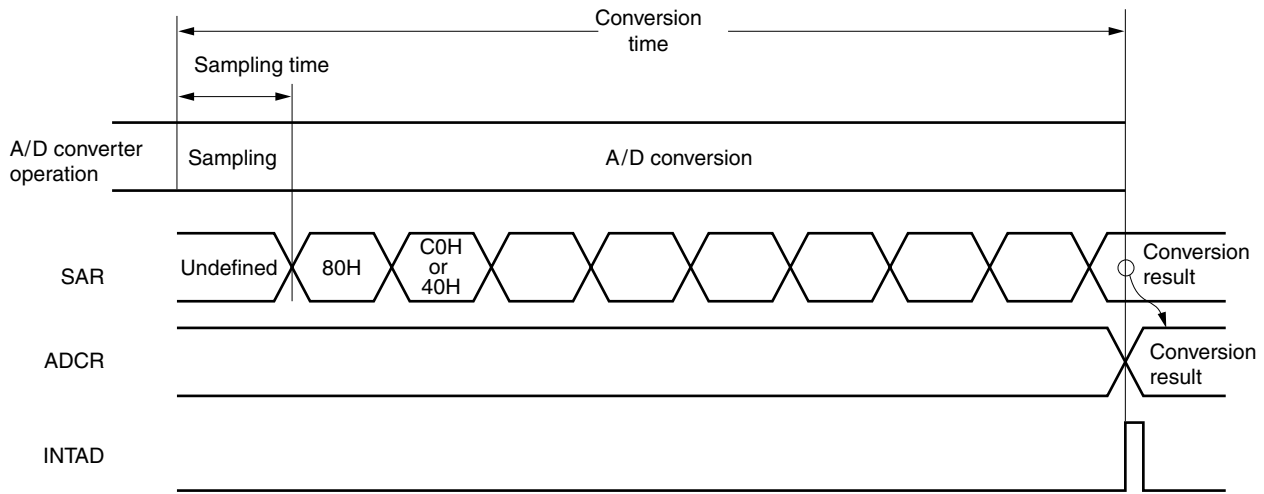 Conversion
time
Sampling time
A/D converter
operation
Sampling
A/D conversion
SAR
Undefined
80H
C0H
or
40H
Conversion
result
ADCR
Conversion
result
INTAD